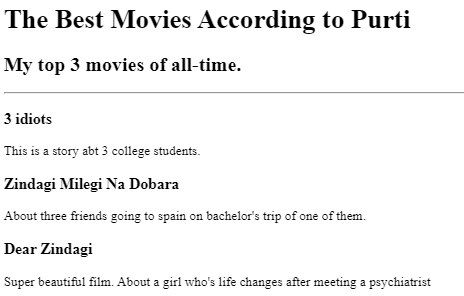 The Best Movies According to Purti
My top 3 movies of all-time.
3 idiots
This is a story abt 3 college students.
Zindagi Milegi Na Dobara
About three friends going to spain on bachelor's trip of one of them.
Dear Zindagi
Super beautiful film. About a girl who's life changes after meeting a psychiatrist